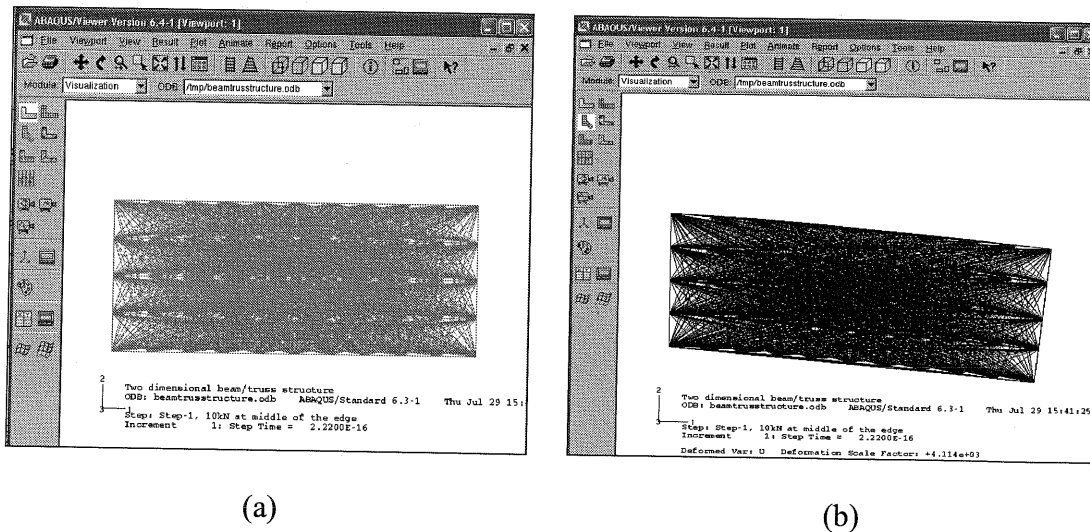 ABAQUS/Viewer Version 6.4-1 [Viewport: 1]
File Viewport View Result Plot Animate Report Options Tools Help
Module: Visualization ODB: /tmp/beamtrusstructure.odb
2
3 1
Two dimensional beam/truss structure
ODB: beamtrusstructure.odb ABAQUS/Standard 6.3-1 Thu Jul 29 15:
Step: Step-1, 10kN at middle of the edge
Increment 1: Step Time = 2.2200E-16
(a)
ABAQUS/Viewer Version 6.4-1 [Viewport: 1]
File Viewport View Result Plot Animate Report Options Tools Help
Module: Visualization ODB: /tmp/beamtrusstructure.odb
2
3 1
Two dimensional beam/truss structure
ODB: beamtrusstructure.odb ABAQUS/Standard 6.3-1 Thu Jul 29 15:41:25
Step: Step-1, 10kN at middle of the edge
Increment 1: Step Time = 2.2200E-16
Deformed Var: U Deformation Scale Factor: +4.114e+03
(b)